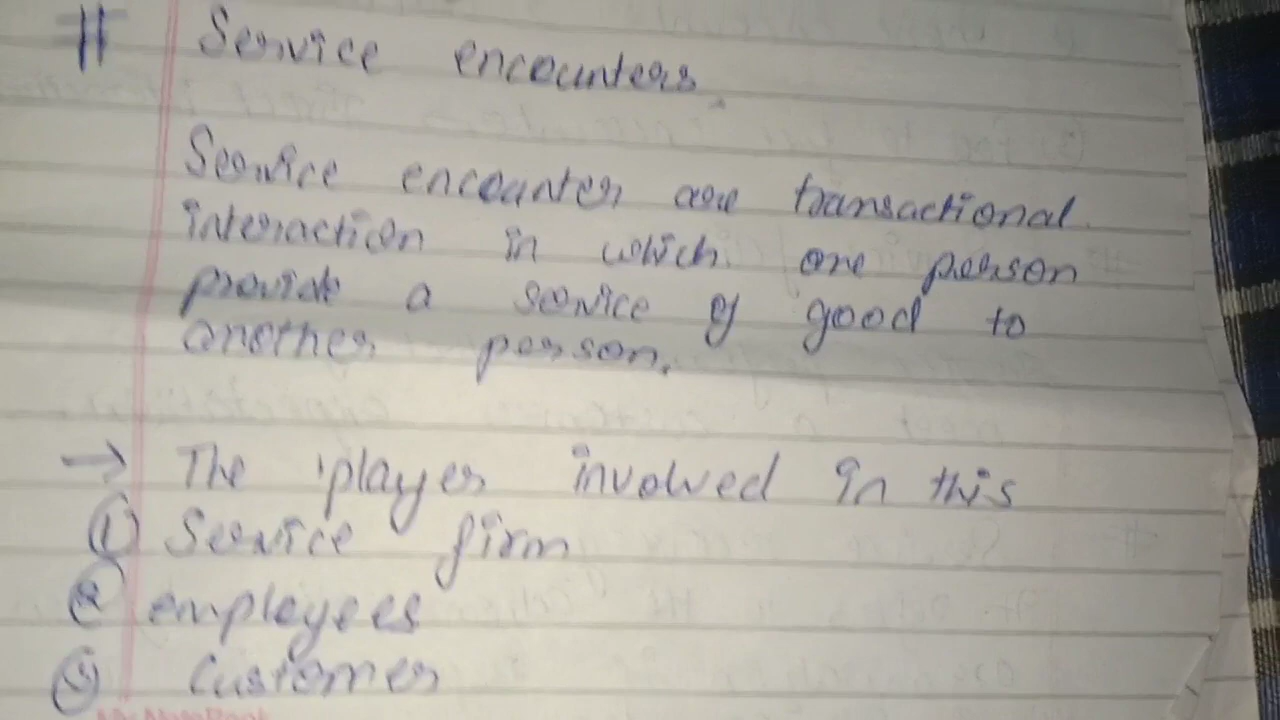 # Service encounters
Service encounter are transactional
interaction in which one person
provide a service of good to
another person.
→ The player involved in this
① Service firm
② employees
③ Customer